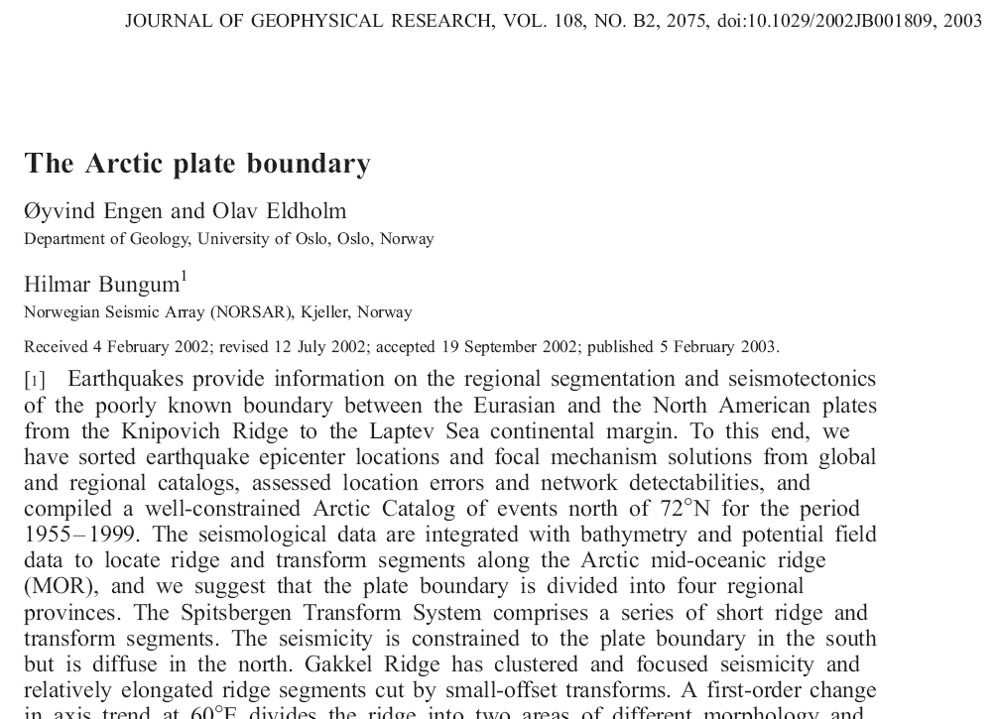 JOURNAL OF GEOPHYSICAL RESEARCH, VOL. 108, NO. B2, 2075, doi:10.1029/2002JB001809, 2003
The Arctic plate boundary
Øyvind Engen and Olav Eldholm
Department of Geology, University of Oslo, Oslo, Norway
Hilmar Bungum1
Norwegian Seismic Array (NORSAR), Kjeller, Norway
Received 4 February 2002; revised 12 July 2002; accepted 19 September 2002; published 5 February 2003.
[1] Earthquakes provide information on the regional segmentation and seismotectonics
of the poorly known boundary between the Eurasian and the North American plates
from the Knipovich Ridge to the Laptev Sea continental margin. To this end, we
have sorted earthquake epicenter locations and focal mechanism solutions from global
and regional catalogs, assessed location errors and network detectabilities, and
compiled a well-constrained Arctic Catalog of events north of 72°N for the period
1955–1999. The seismological data are integrated with bathymetry and potential field
data to locate ridge and transform segments along the Arctic mid-oceanic ridge
(MOR), and we suggest that the plate boundary is divided into four regional
provinces. The Spitsbergen Transform System comprises a series of short ridge and
transform segments. The seismicity is constrained to the plate boundary in the south
but is diffuse in the north. Gakkel Ridge has clustered and focused seismicity and
relatively elongated ridge segments cut by small-offset transforms. A first-order change
in axis trend at 60°E divides the ridge into two areas of different morphology and